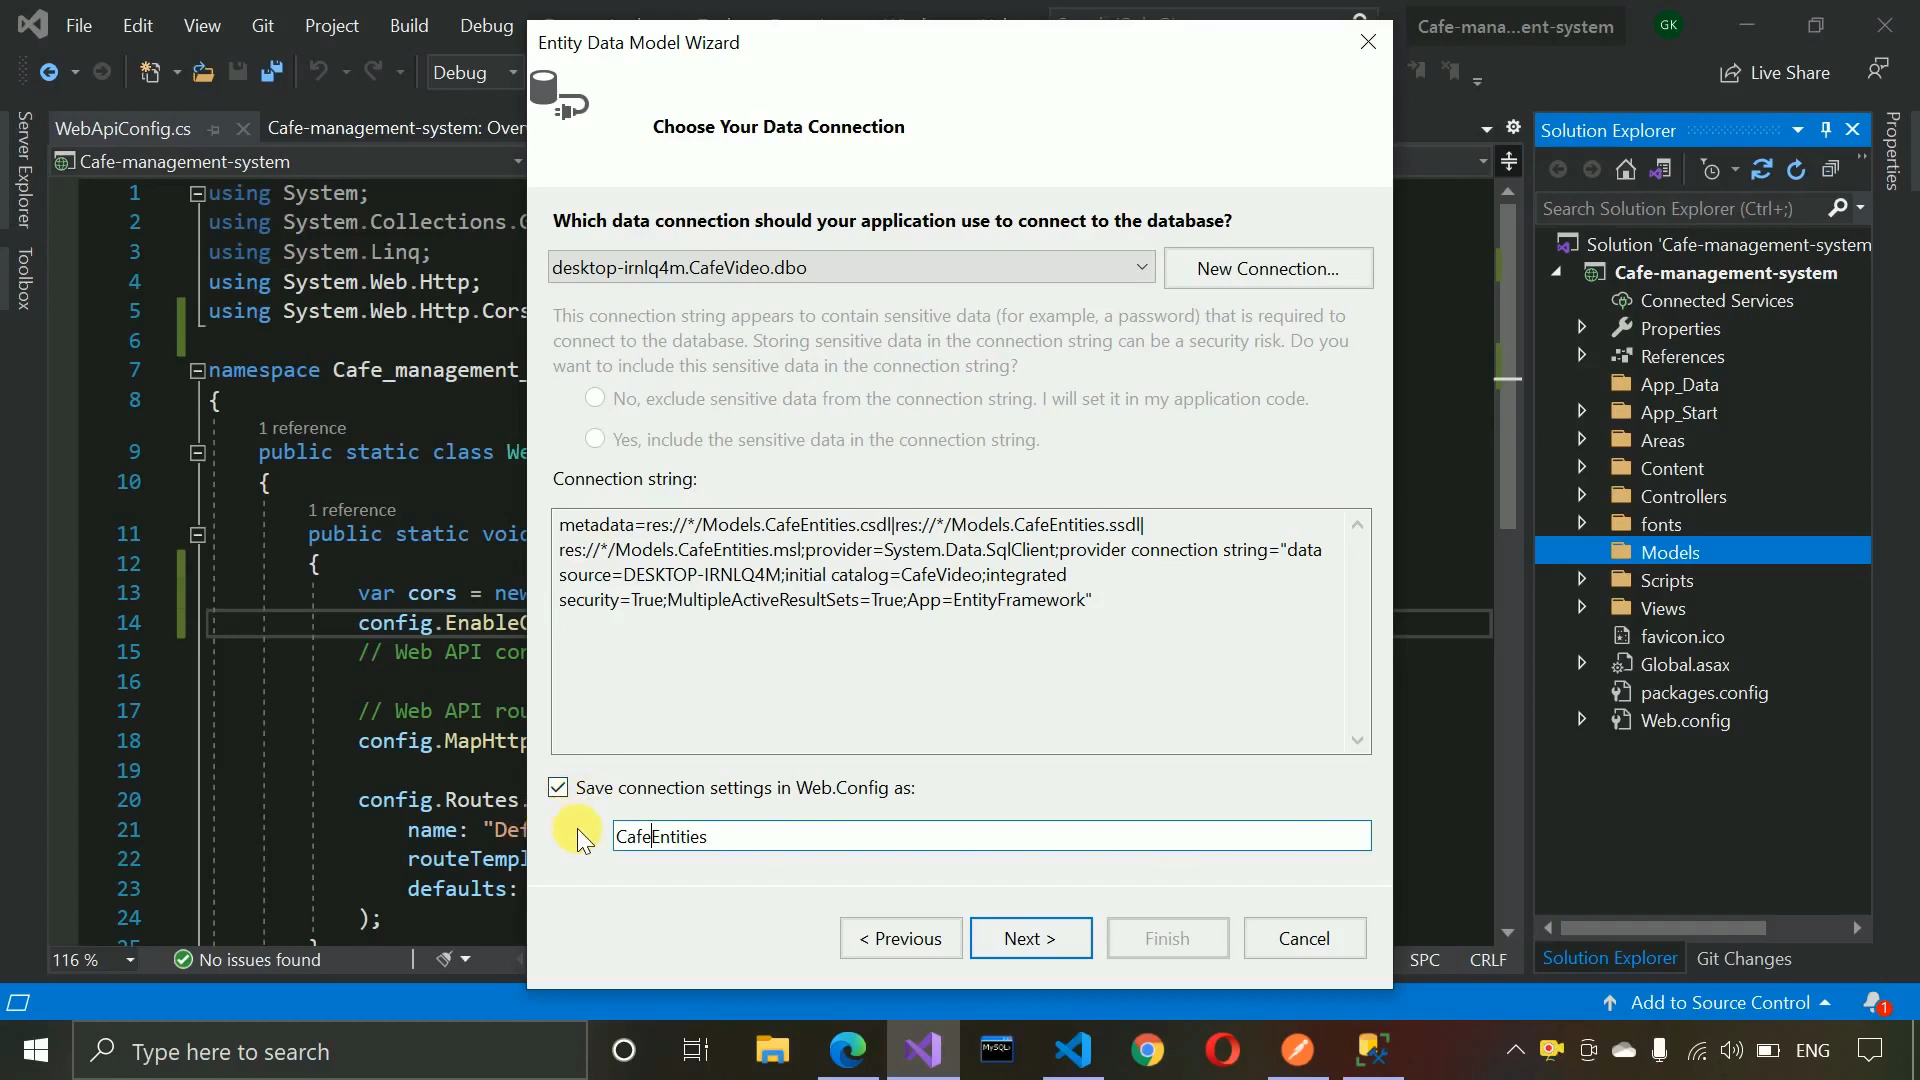 File Edit View Git Project Build Debug
Cafe-mana...ent-system
GK
Debug
Live Share
Entity Data Model Wizard
Choose Your Data Connection
Which data connection should your application use to connect to the database?
desktop-irnlq4m.CafeVideo.dbo
New Connection...
This connection string appears to contain sensitive data (for example, a password) that is required to
connect to the database. Storing sensitive data in the connection string can be a security risk. Do you
want to include this sensitive data in the connection string?
No, exclude sensitive data from the connection string. I will set it in my application code.
Yes, include the sensitive data in the connection string.
Connection string:
metadata=res://*/Models.CafeEntities.csdl|res://*/Models.CafeEntities.ssdl|
res://*/Models.CafeEntities.msl;provider=System.Data.SqlClient;provider connection string="data
source=DESKTOP-IRNLQ4M;initial catalog=CafeVideo;integrated
security=True;MultipleActiveResultSets=True;App=EntityFramework"
Save connection settings in Web.Config as:
CafeEntities
< Previous
Next >
Finish
Cancel
Server Explorer
Toolbox
WebApiConfig.cs
Cafe-management-system: Over
Cafe-management-system
1 using System;
2 using System.Collections.G
3 using System.Linq;
4 using System.Web.Http;
5 using System.Web.Http.Cors
6
7 namespace Cafe_management_
8 {
1 reference
9 public static class We
10 {
1 reference
11 public static void
{
13 var cors = new
14 config.EnableC
15 // Web API con
16
17 // Web API rou
18 config.MapHttp
19
20 config.Routes.
21 name: "Def
22 routeTempl
23 defaults:
24 );
116 %
No issues found
SPC
CRLF
Solution Explorer
Search Solution Explorer (Ctrl+;)
Solution 'Cafe-management-system
Cafe-management-system
Connected Services
Properties
References
App_Data
App_Start
Areas
Content
Controllers
fonts
Models
Scripts
Views
favicon.ico
Global.asax
packages.config
Web.config
Solution Explorer
Git Changes
Properties
Add to Source Control
1
Type here to search
MySQL
ENG